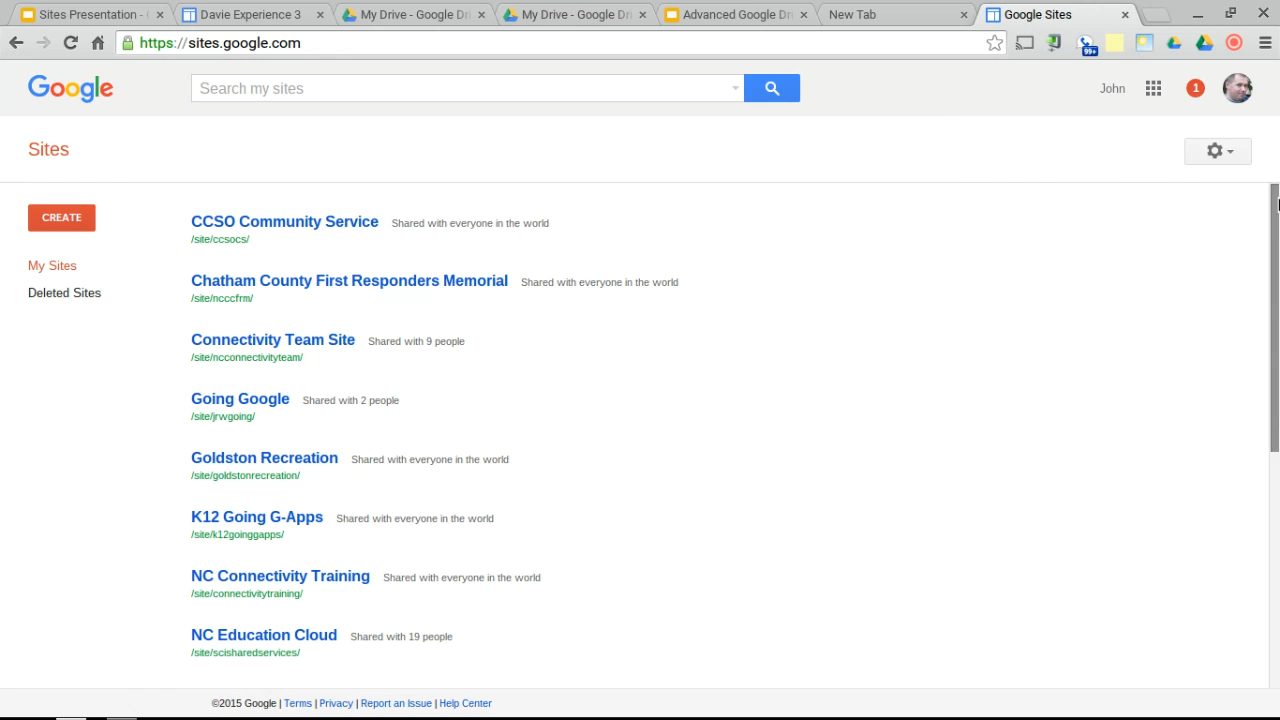 Sites Presentation - Davie Experience 3 My Drive - Google Dri My Drive - Google Dri Advanced Google Dri New Tab Google Sites
https://sites.google.com
99+
Google Search my sites John 1
Sites
CREATE
My Sites
Deleted Sites
CCSO Community Service Shared with everyone in the world
/site/ccsocs/
Chatham County First Responders Memorial Shared with everyone in the world
/site/ncccfrm/
Connectivity Team Site Shared with 9 people
/site/ncconnectivityteam/
Going Google Shared with 2 people
/site/jrwgoing/
Goldston Recreation Shared with everyone in the world
/site/goldstonrecreation/
K12 Going G-Apps Shared with everyone in the world
/site/k12goinggapps/
NC Connectivity Training Shared with everyone in the world
/site/connectivitytraining/
NC Education Cloud Shared with 19 people
/site/scisharedservices/
©2015 Google | Terms | Privacy | Report an Issue | Help Center